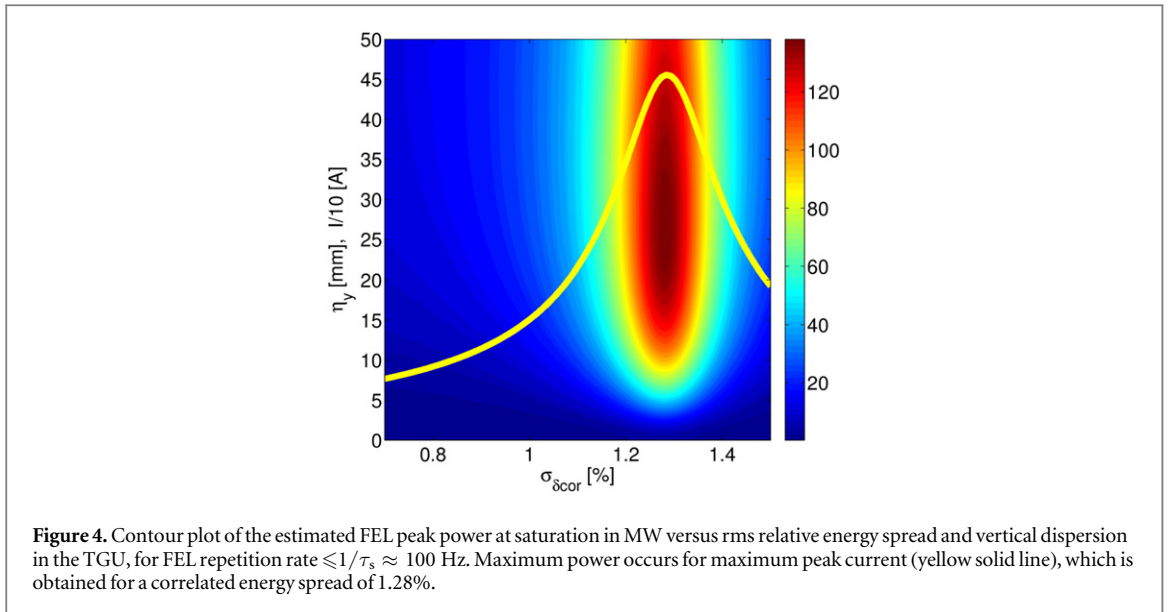 50
45
40
35
30
25
20
15
10
5
0
η_y [mm], I/10 [A]
0.8 1 1.2 1.4
σ_δcor [%]
120
100
80
60
40
20
Figure 4. Contour plot of the estimated FEL peak power at saturation in MW versus rms relative energy spread and vertical dispersion
in the TGU, for FEL repetition rate ⩽1/τ_s ≈ 100 Hz. Maximum power occurs for maximum peak current (yellow solid line), which is
obtained for a correlated energy spread of 1.28%.